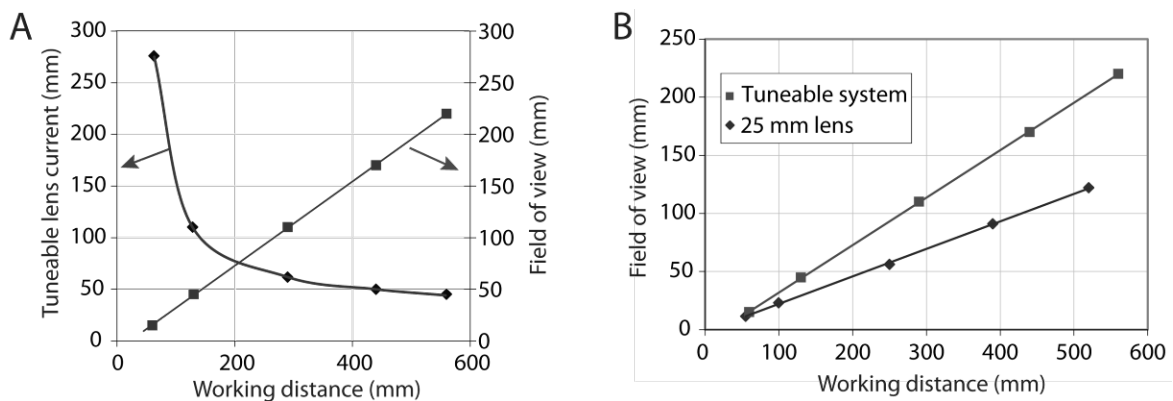 A
Tuneable lens current (mm)
300
250
200
150
100
50
0
300
250
200
150
100
50
0
Field of view (mm)
0 200 400 600
Working distance (mm)
B
Field of view (mm)
250
200
150
100
50
0
Tuneable system
25 mm lens
0 100 200 300 400 500 600
Working distance (mm)